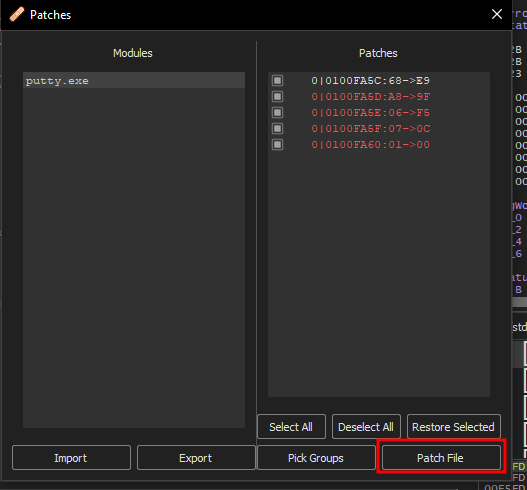 Patches
Modules
Patches
putty.exe
0|0100FA5C:68->E9
0|0100FA5D:A8->9F
0|0100FA5E:06->F5
0|0100FA5F:07->0C
0|0100FA60:01->00
Select All
Deselect All
Restore Selected
Import
Export
Pick Groups
Patch File